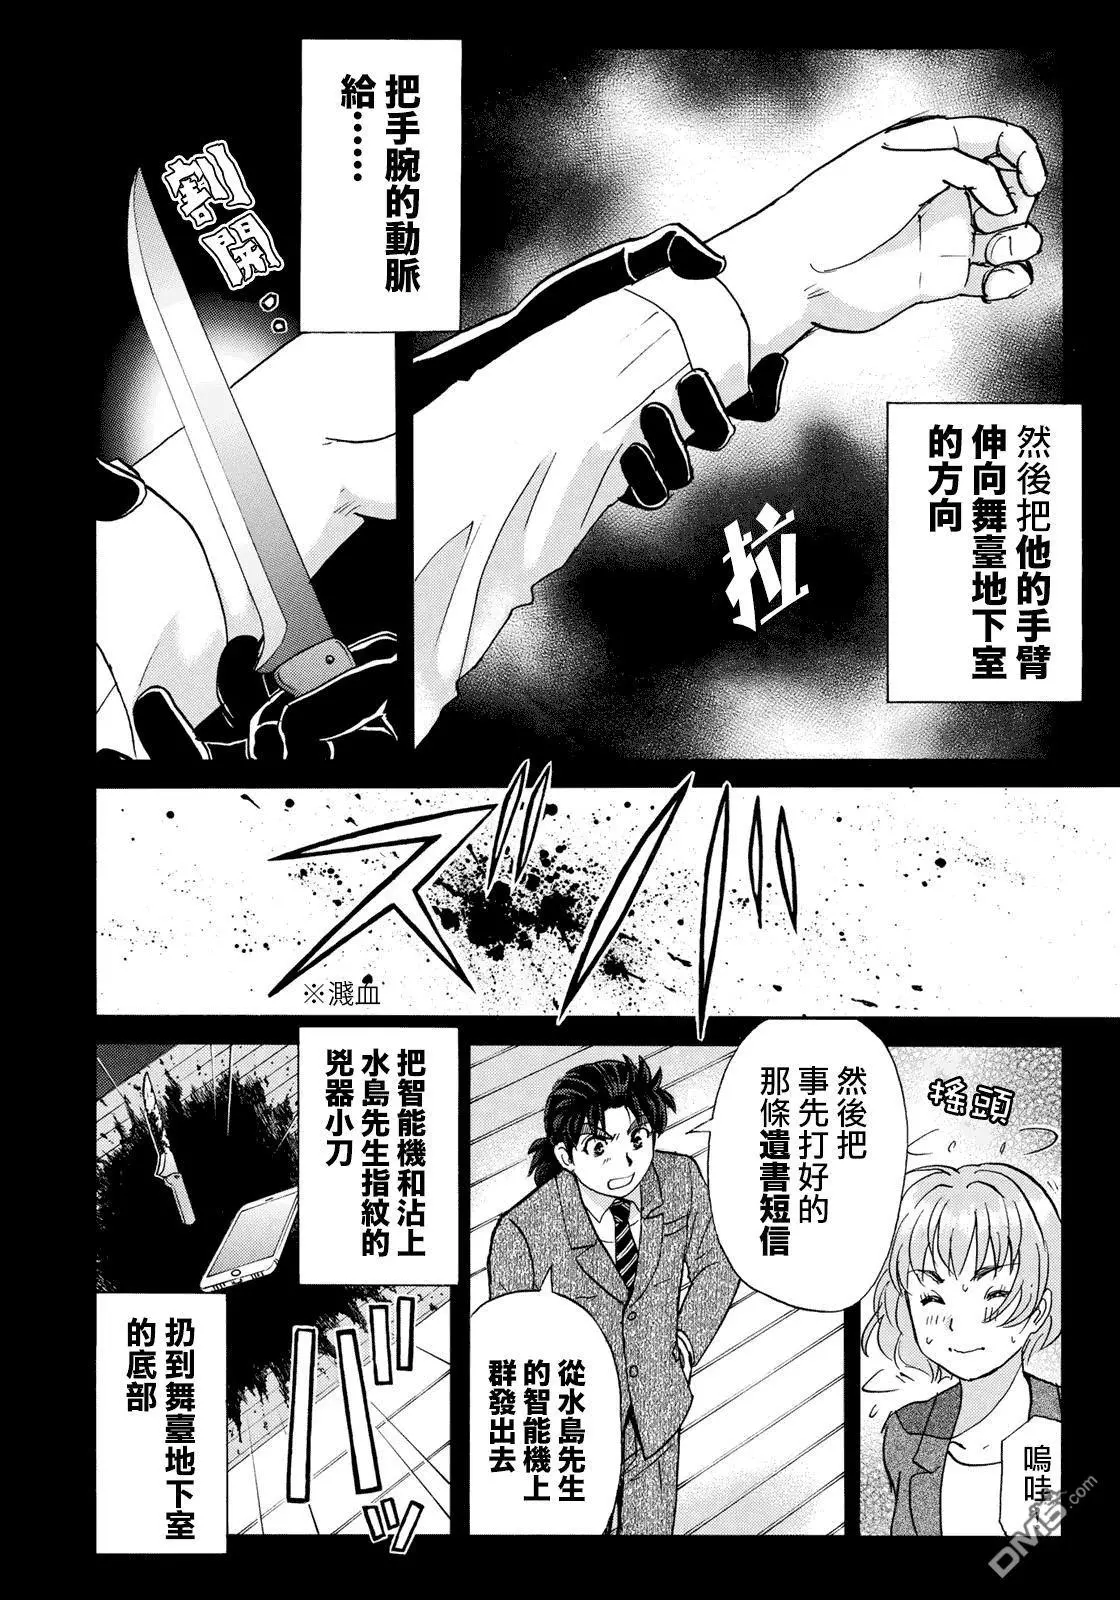 然後把他的手臂
伸向舞臺地下室
的方向
拉
把手腕的動脈
給……
割開…
※濺血
搖頭
嗚哇
然後把
事先打好的
那條遺書短信
從水島先生
的智能機上
群發出去
把智能機和沾上
水島先生指紋的
兇器小刀
扔到舞臺地下室
的底部
DM5.com